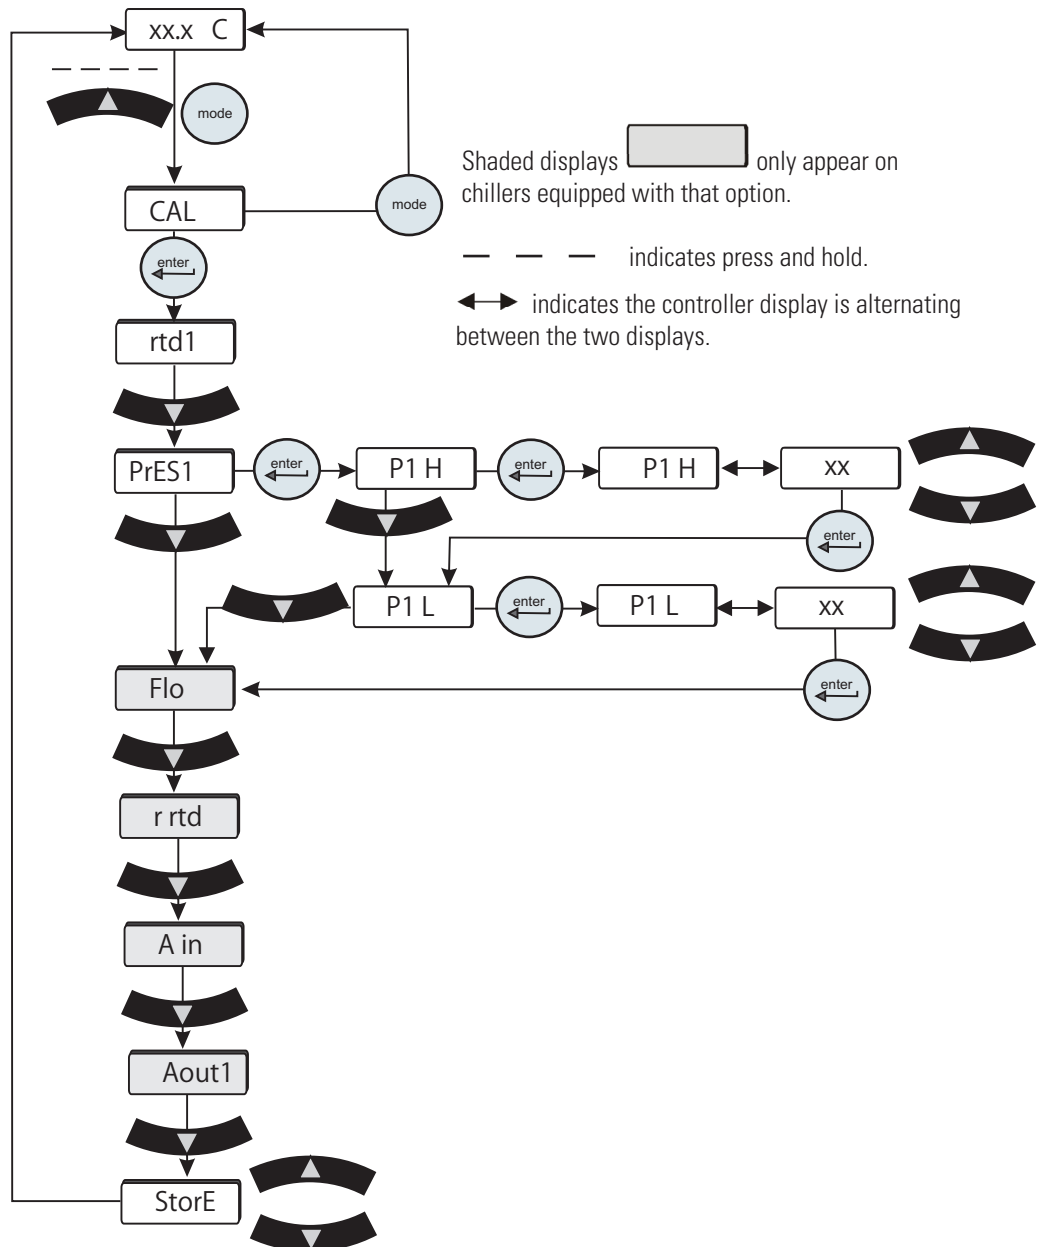 xx.x C
mode
Shaded displays only appear on
chillers equipped with that option.
CAL
mode
enter
indicates press and hold.
indicates the controller display is alternating
between the two displays.
rtd1
PrES1
enter
P1 H
enter
P1 H
xx
enter
P1 L
enter
P1 L
xx
enter
Flo
r rtd
A in
Aout1
StorE